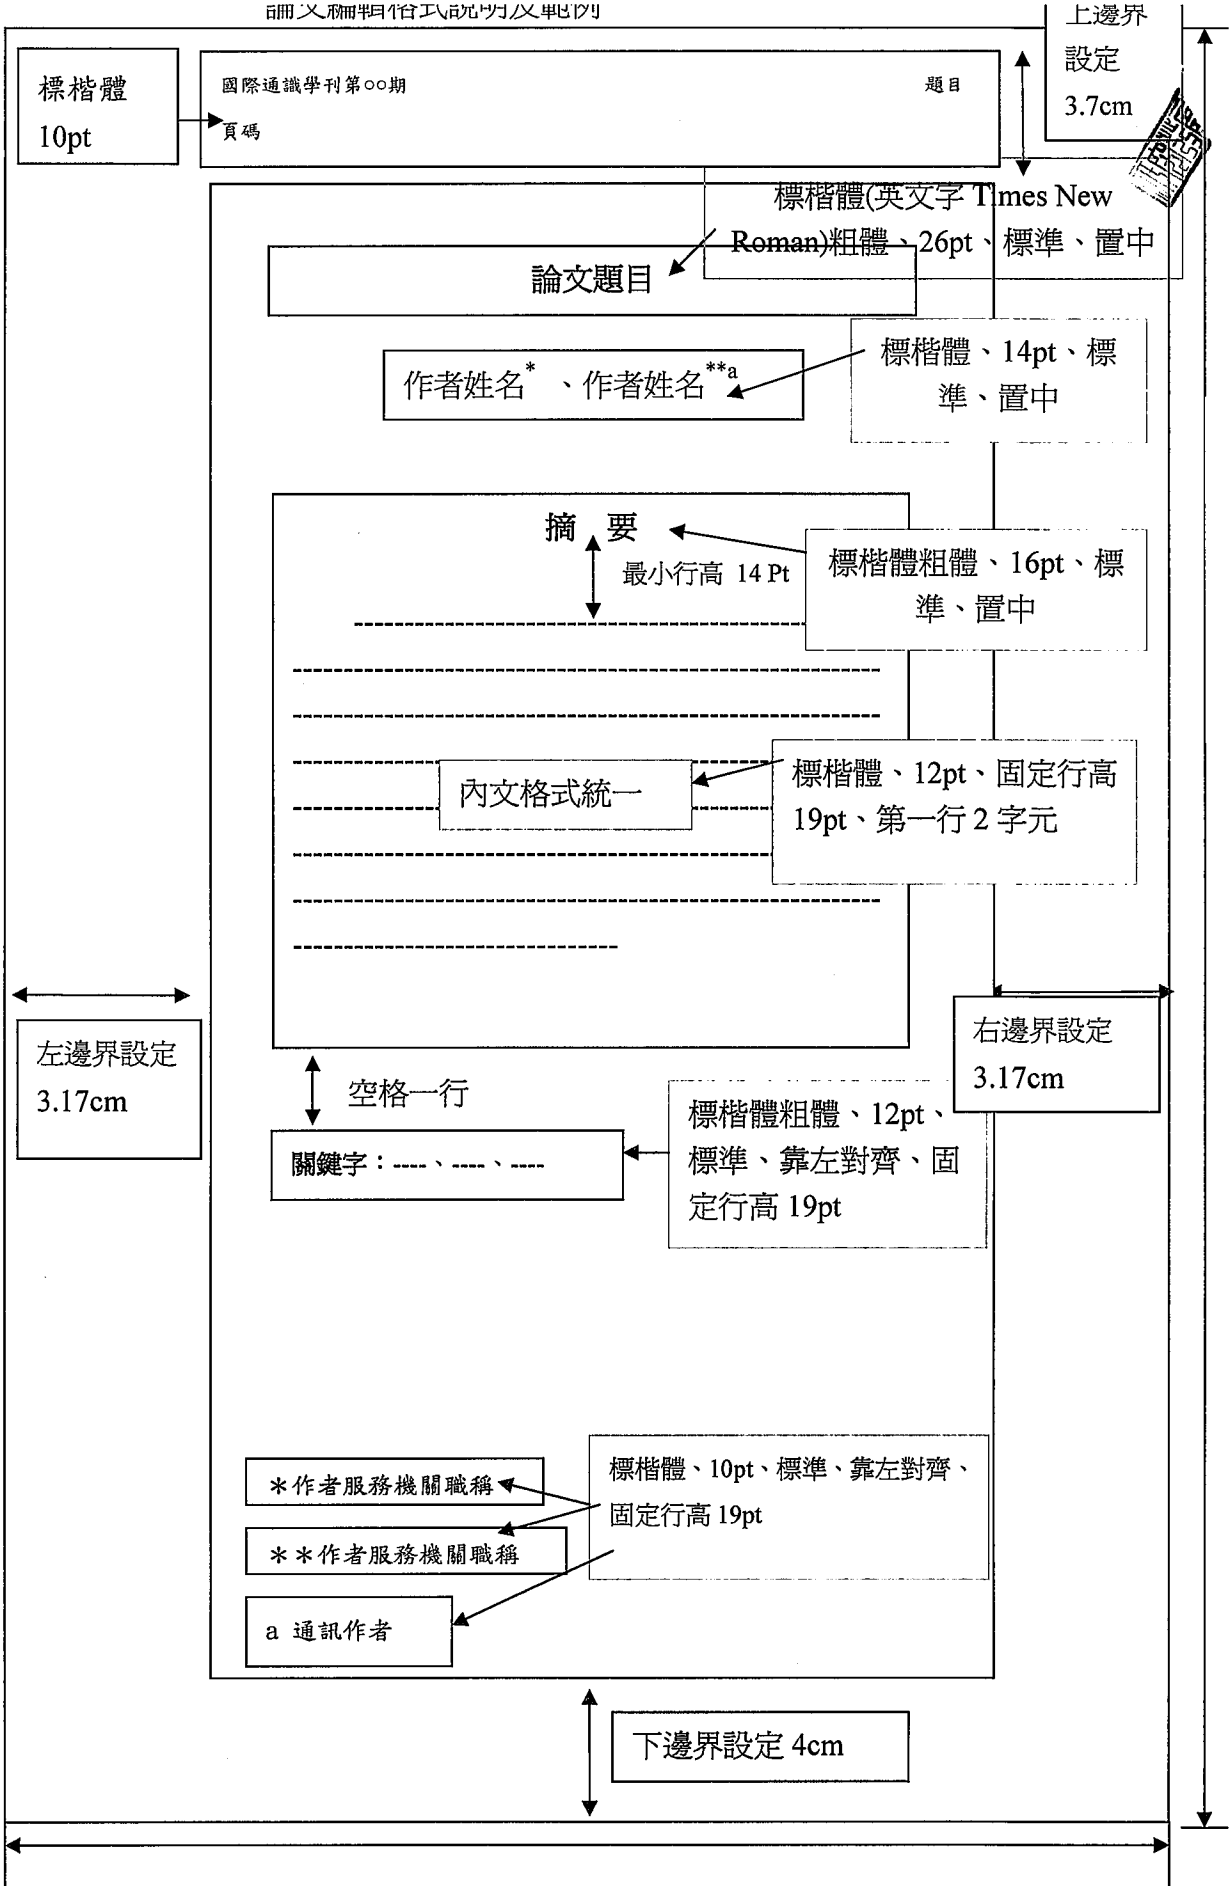 論文編輯格式說明及範例
上邊界
設定
3.7cm
標楷體
10pt
國際通識學刊第○○期 題目
頁碼
標楷體(英文字 Times New
Roman)粗體、26pt、標準、置中
論文題目
作者姓名* 、作者姓名**a
標楷體、14pt、標
準、置中
摘 要
最小行高 14 Pt
標楷體粗體、16pt、標
準、置中
內文格式統一
標楷體、12pt、固定行高
19pt、第一行 2 字元
左邊界設定
3.17cm
右邊界設定
3.17cm
空格一行
關鍵字：----、----、----
標楷體粗體、12pt、
標準、靠左對齊、固
定行高 19pt
＊作者服務機關職稱
＊＊作者服務機關職稱
a 通訊作者
標楷體、10pt、標準、靠左對齊、
固定行高 19pt
下邊界設定 4cm